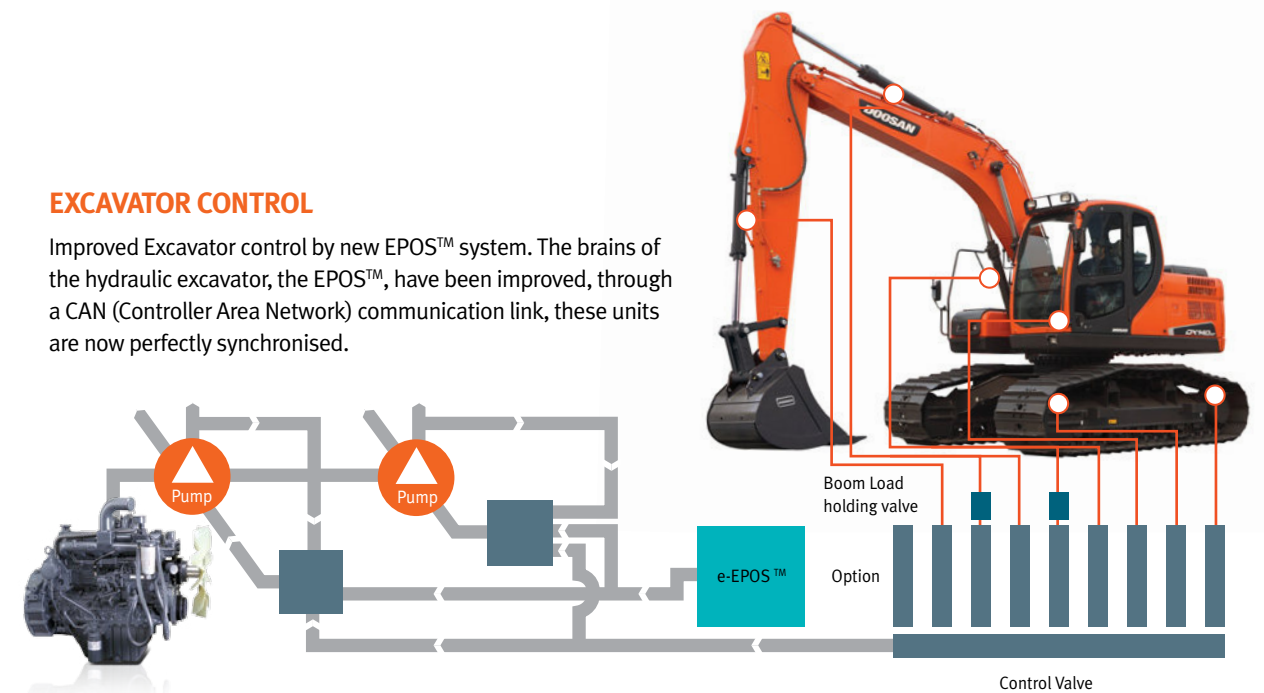 EXCAVATOR CONTROL
Improved Excavator control by new EPOS™ system. The brains of
the hydraulic excavator, the EPOS™, have been improved, through
a CAN (Controller Area Network) communication link, these units
are now perfectly synchronised.
DOOSAN
Pump
Pump
Boom Load
holding valve
e-EPOS ™
Option
Control Valve